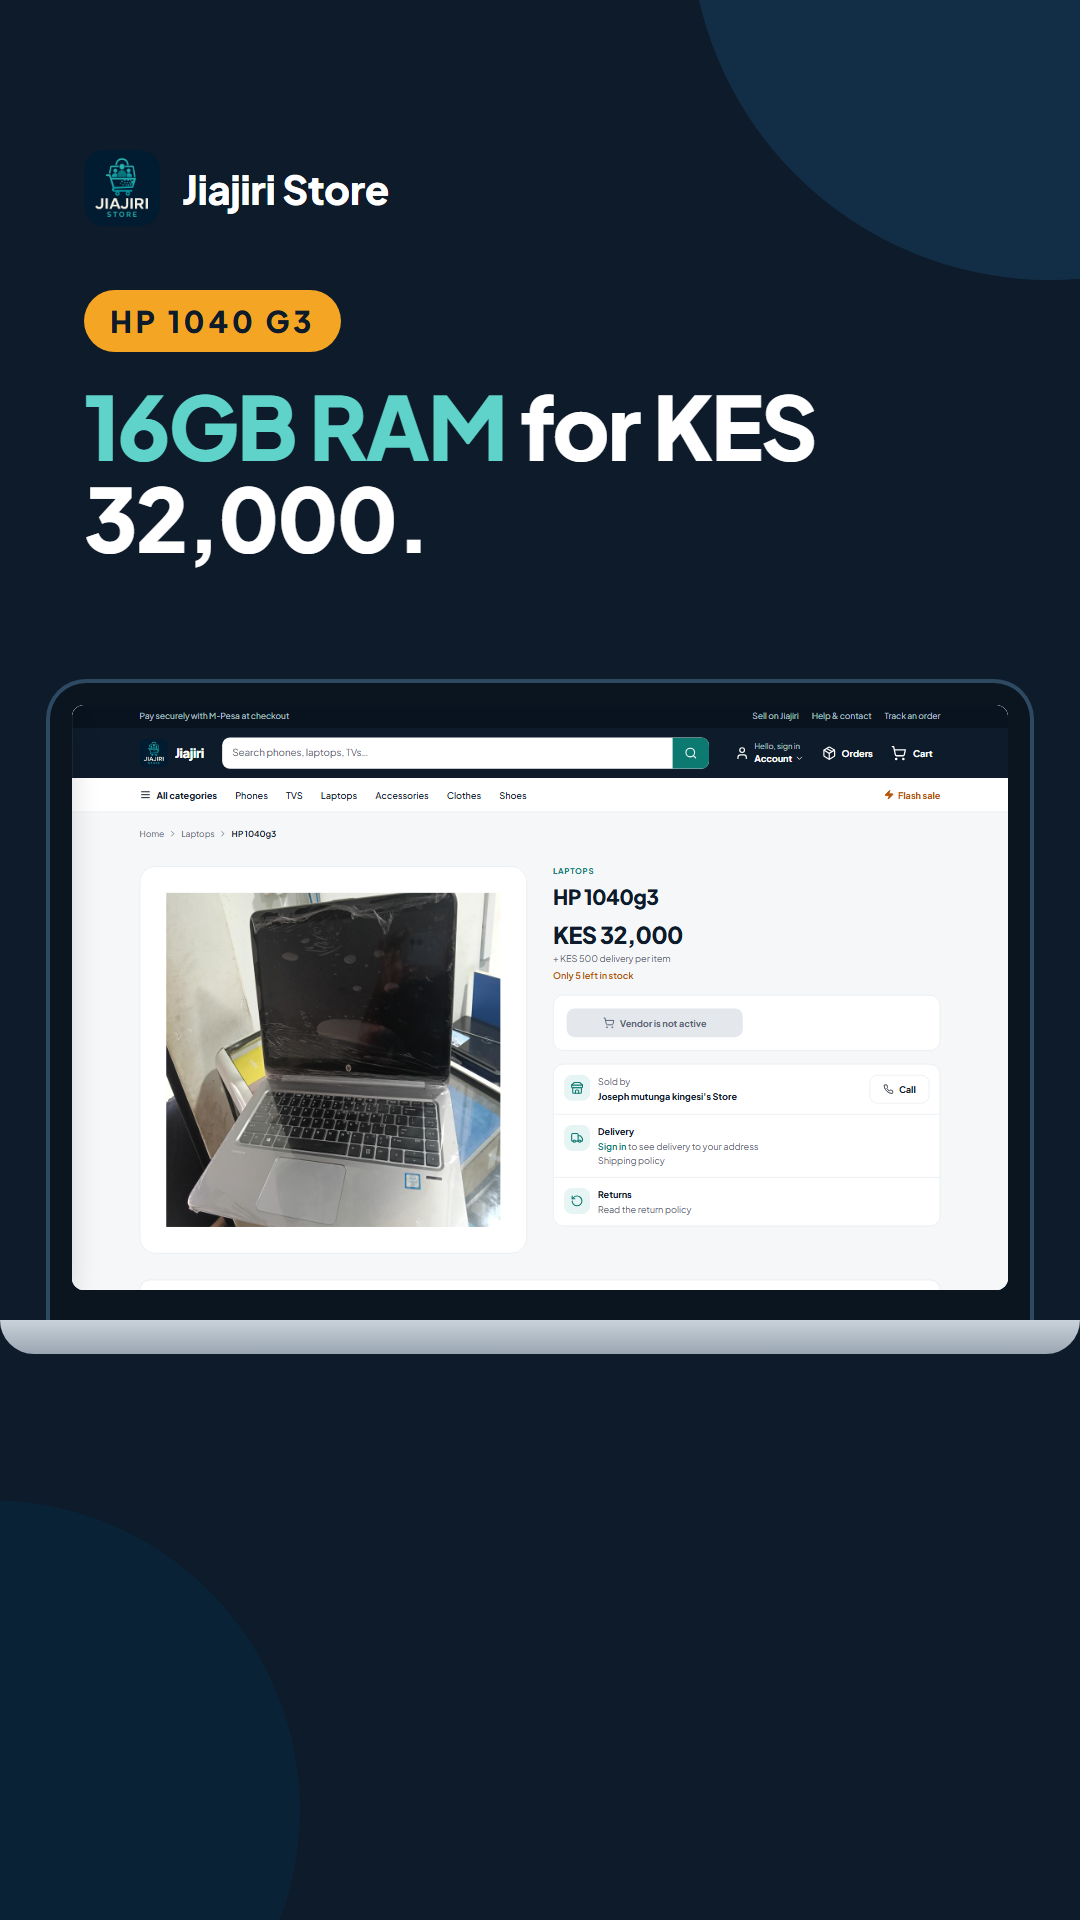 JIAJIRI
STORE
Jiajiri Store
HP 1040 G3
16GB RAM for KES
32,000.
Pay securely with M-Pesa at checkout
Sell on Jiajiri
Help & contact
Track an order
JIAJIRI
STORE
Jiajiri
Search phones, laptops, TVs...
Hello, sign in
Account
Orders
Cart
All categories
Phones
TVS
Laptops
Accessories
Clothes
Shoes
Flash sale
Home > Laptops > HP 1040g3
LAPTOPS
HP 1040g3
KES 32,000
+ KES 500 delivery per item
Only 5 left in stock
Vendor is not active
Sold by
Joseph mutunga kingesi's Store
Call
Delivery
Sign in to see delivery to your address
Shipping policy
Returns
Read the return policy